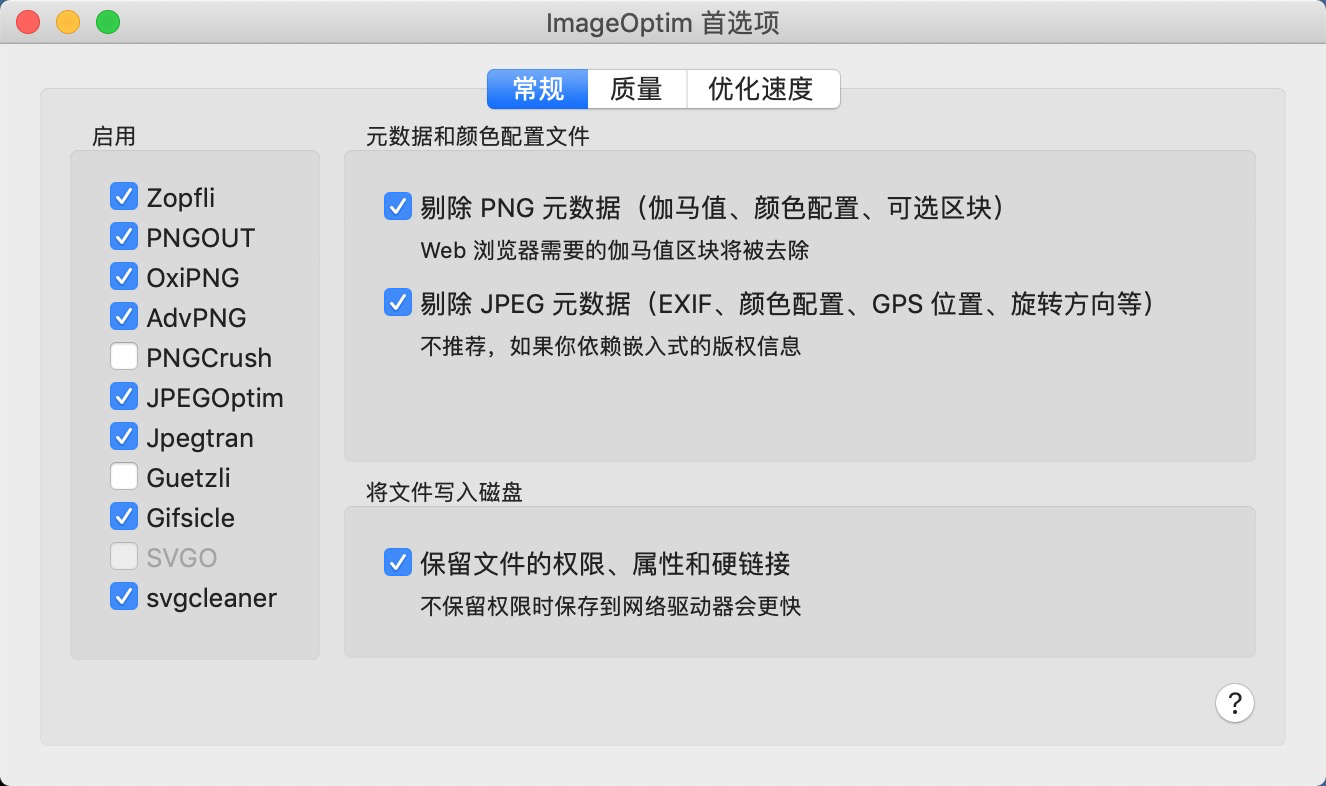 ImageOptim 首选项
常规
质量
优化速度
启用
Zopfli
PNGOUT
OxiPNG
AdvPNG
PNGCrush
JPEGOptim
Jpegtran
Guetzli
Gifsicle
SVGO
svgcleaner
元数据和颜色配置文件
剔除 PNG 元数据（伽马值、颜色配置、可选区块）
Web 浏览器需要的伽马值区块将被去除
剔除 JPEG 元数据（EXIF、颜色配置、GPS 位置、旋转方向等）
不推荐，如果你依赖嵌入式的版权信息
将文件写入磁盘
保留文件的权限、属性和硬链接
不保留权限时保存到网络驱动器会更快
?